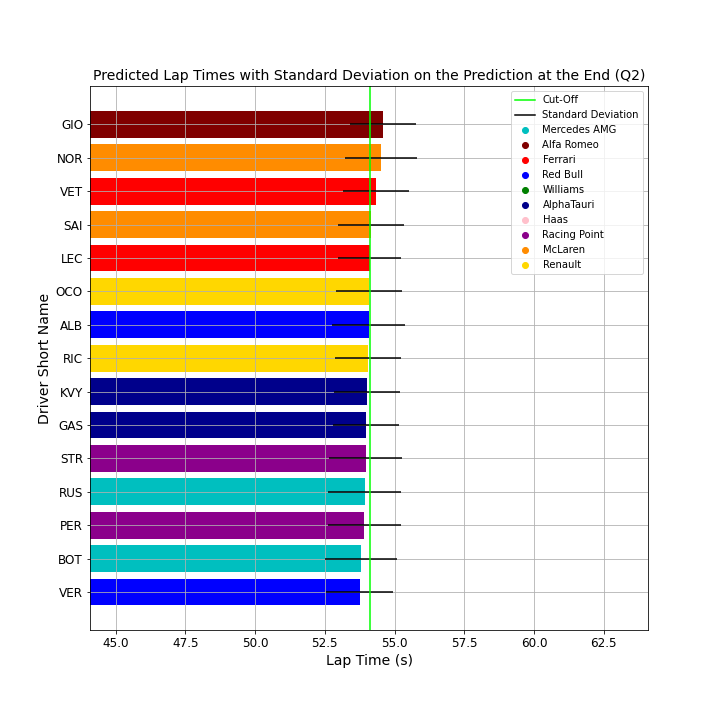 Predicted Lap Times with Standard Deviation on the Prediction at the End (Q2)
Cut-Off
Standard Deviation
Mercedes AMG
Alfa Romeo
Ferrari
Red Bull
Williams
AlphaTauri
Haas
Racing Point
McLaren
Renault
Driver Short Name
GIO
NOR
VET
SAI
LEC
OCO
ALB
RIC
KVY
GAS
STR
RUS
PER
BOT
VER
45.0 47.5 50.0 52.5 55.0 57.5 60.0 62.5
Lap Time (s)